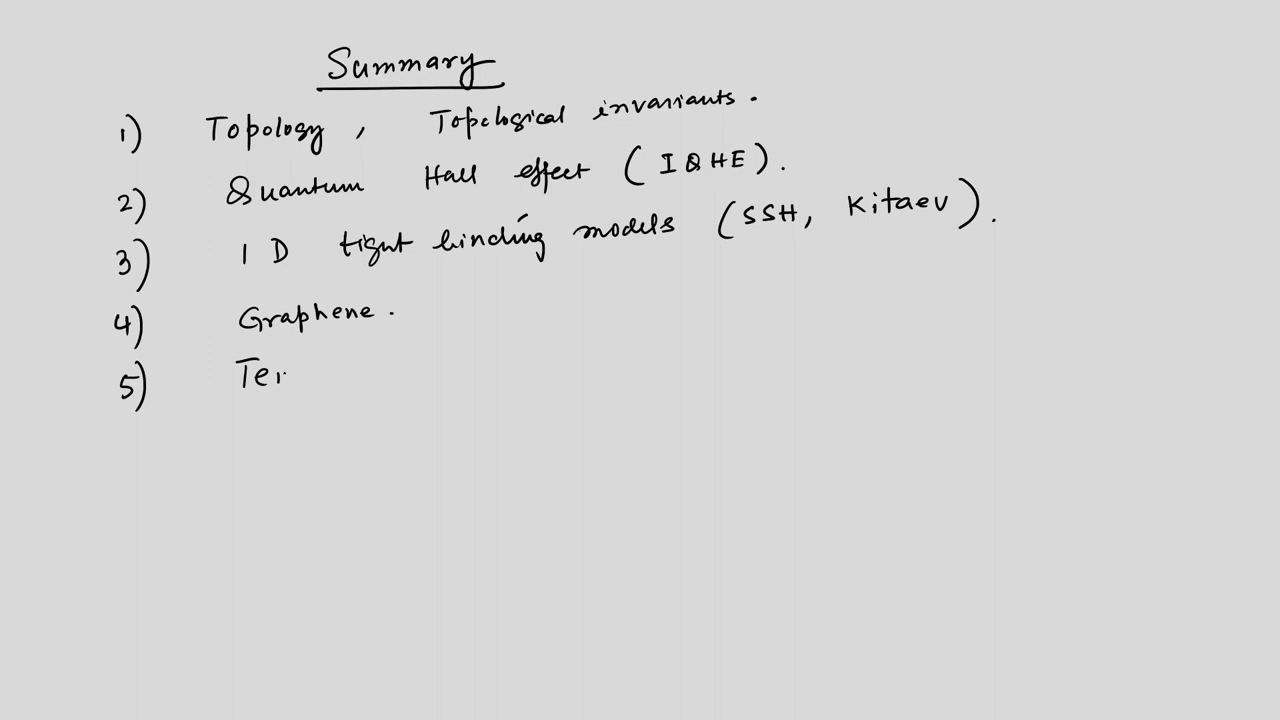 Summary
1) Topology, Topological invariants.
2) Quantum Hall effect (IQHE).
3) 1D tight binding models (SSH, Kitaev).
4) Graphene.
5) Te